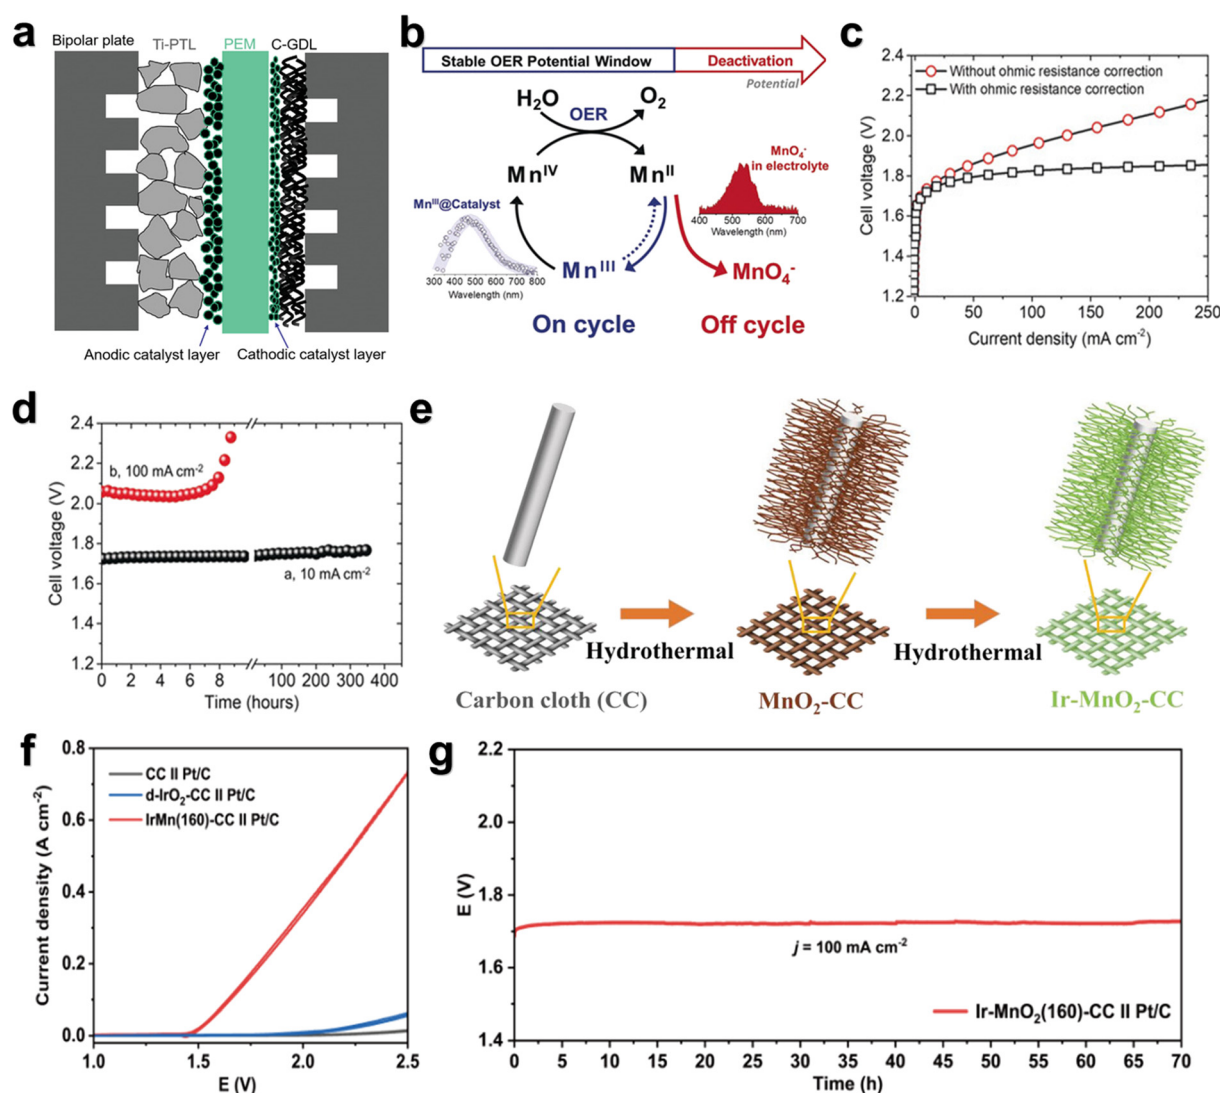 a
Bipolar plate
Ti-PTL
PEM
C-GDL
Anodic catalyst layer
Cathodic catalyst layer
b
Stable OER Potential Window
Deactivation
Potential
H₂O
O₂
OER
Mn^IV
Mn^II
MnO₄⁻
in electrolyte
400 500 600 700
Wavelength (nm)
Mn^III@Catalyst
300 400 500 600 700 800
Wavelength (nm)
Mn^III
MnO₄⁻
On cycle
Off cycle
c
Without ohmic resistance correction
With ohmic resistance correction
Cell voltage (V)
2.4
2.2
2.0
1.8
1.6
1.4
1.2
0 50 100 150 200 250
Current density (mA cm⁻²)
d
Cell voltage (V)
2.4
2.2
2.0
1.8
1.6
1.4
1.2
b, 100 mA cm⁻²
a, 10 mA cm⁻²
0 2 4 6 8 100 200 300 400
Time (hours)
e
Hydrothermal
Hydrothermal
Carbon cloth (CC)
MnO₂-CC
Ir-MnO₂-CC
f
Current density (A cm⁻²)
0.8
0.6
0.4
0.2
0.0
CC II Pt/C
d-IrO₂-CC II Pt/C
IrMn(160)-CC II Pt/C
1.0 1.5 2.0 2.5
E (V)
g
E (V)
2.2
2.0
1.8
1.6
1.4
j = 100 mA cm⁻²
Ir-MnO₂(160)-CC II Pt/C
0 5 10 15 20 25 30 35 40 45 50 55 60 65 70
Time (h)